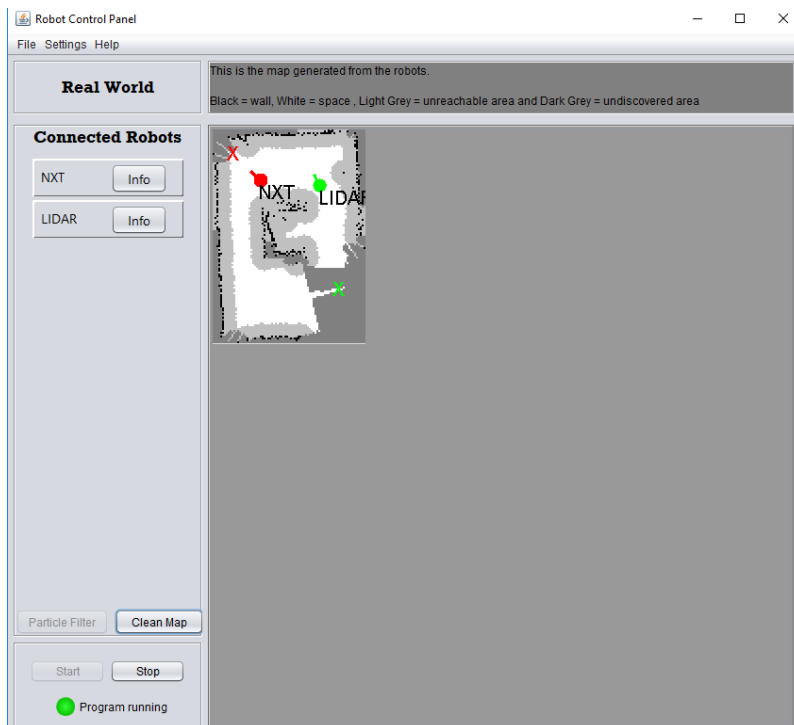 Robot Control Panel
File Settings Help
Real World
This is the map generated from the robots.
Black = wall, White = space , Light Grey = unreachable area and Dark Grey = undiscovered area
Connected Robots
NXT Info
LIDAR Info
X
NXT
LIDAR
X
Particle Filter Clean Map
Start Stop
Program running